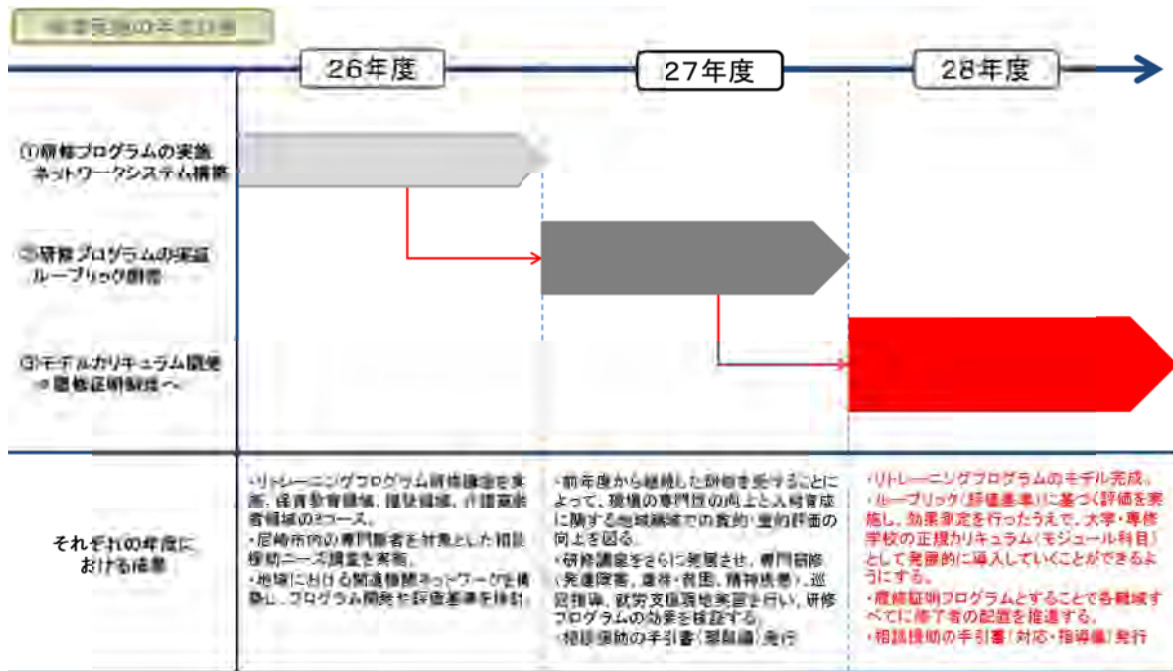 事業実施の年次計画
26年度
27年度
28年度
①研修プログラムの実施
ネットワークシステム構築
②研修プログラムの実証
ルーブリック開発
③モデルカリキュラム開発
⇒履修証明制度へ
それぞれの年度に
おける成果
・リトレーニングプログラム研修講座を実
施、保育教育領域、福祉領域、介護高齢
者領域の3コース。
・尼崎市内の専門職者を対象とした相談
援助ニーズ調査を実施。
・地域における関連機関ネットワークを構
築し、プログラム開発や評価基準を検討。
・前年度から継続した研修を受けることに
よって、現場の専門性の向上と人材育成
に関する地域職域での質的・量的評価の
向上を図る。
・研修講座をさらに発展させ、専門研修
(発達障害、虐待・貧困、精神疾患)、巡
回指導、就労支援現地実習を行い、研修
プログラムの効果を検証する。
・相談援助の手引書(理論編)発行
・リトレーニングプログラムのモデル完成。
・ルーブリック(評価基準)に基づく評価を実
施し、効果測定を行ったうえで、大学・専修
学校の正規カリキュラム(モジュール科目)
として発展的に導入していくことができるよ
うにする。
・履修証明プログラムとすることで各職域す
べてに修了者の配置を推進する。
・相談援助の手引書(対応・指導編)発行